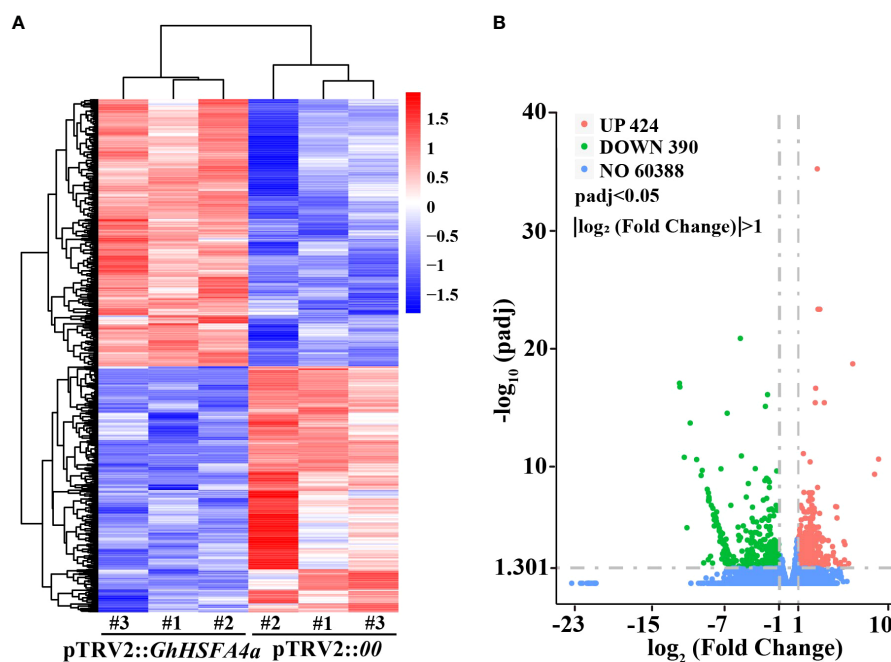 A
1.5
1
0.5
0
−0.5
−1
−1.5
#3 #1 #2 #2 #1 #3
pTRV2::GhHSFA4a pTRV2::00
B
40
30
20
10
1.301
-log₁₀ (padj)
UP 424
DOWN 390
NO 60388
padj<0.05
|log₂ (Fold Change)|>1
-23 -15 -7 -1 1 10
log₂ (Fold Change)